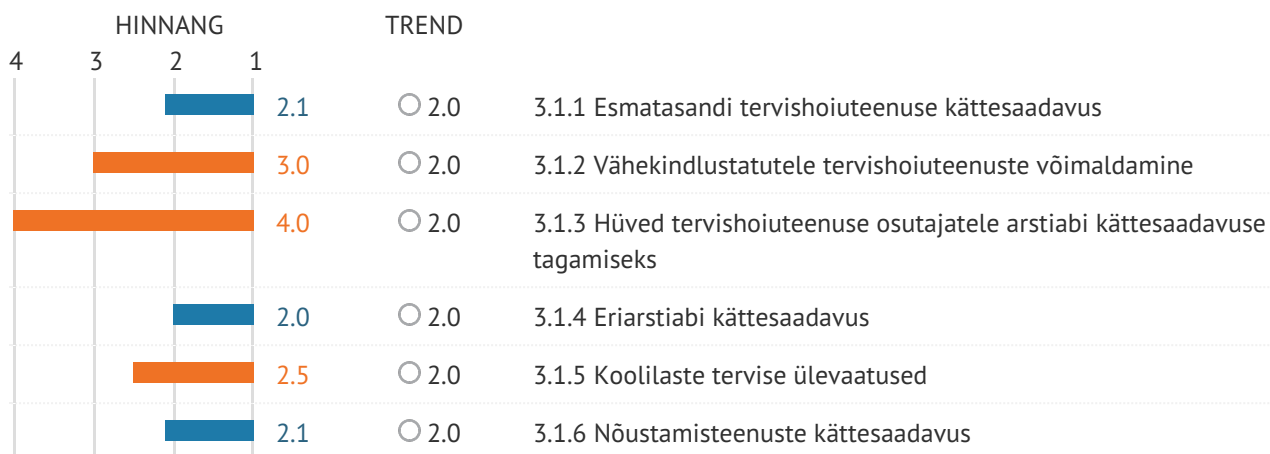 HINNANG TREND
4 3 2 1
2.1 2.0 3.1.1 Esmatasandi tervishoiuteenuse kättesaadavus
3.0 2.0 3.1.2 Vähekindlustatutele tervishoiuteenuste võimaldamine
4.0 2.0 3.1.3 Hüved tervishoiuteenuse osutajatele arstiabi kättesaadavuse
tagamiseks
2.0 2.0 3.1.4 Eriarstiabi kättesaadavus
2.5 2.0 3.1.5 Koolilaste tervise ülevaatused
2.1 2.0 3.1.6 Nõustamisteenuste kättesaadavus